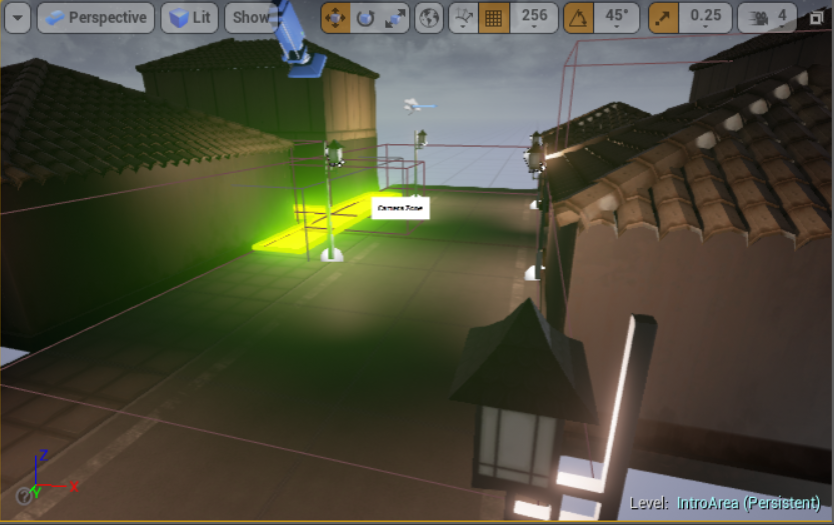 Perspective Lit Show 256 45° 0.25 4
Camera Zone
Z
X
Y
Level: IntroArea (Persistent)